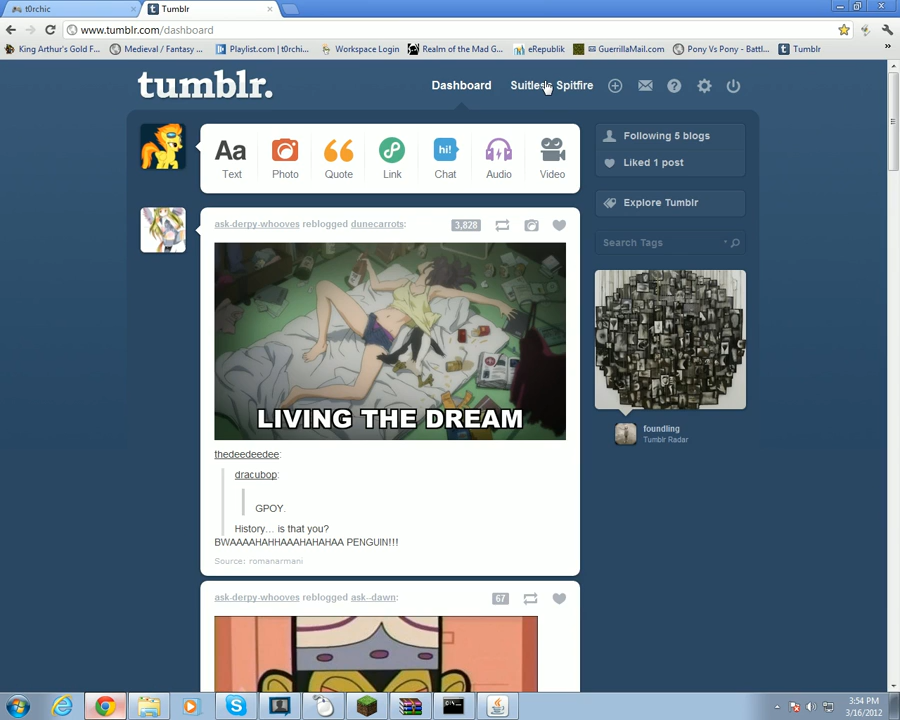 t0rchic
Tumblr
www.tumblr.com/dashboard
King Arthur's Gold F...
Medieval / Fantasy ...
Playlist.com | t0rchi...
Workspace Login
Realm of the Mad G...
eRepublik
GuerrillaMail.com
Pony Vs Pony - Battl...
Tumblr
»
tumblr.
Dashboard
Suitless Spitfire
Aa
hi!
Text
Photo
Quote
Link
Chat
Audio
Video
Following 5 blogs
Liked 1 post
Explore Tumblr
Search Tags
ask-derpy-whooves reblogged dunecarrots:
3,828
LIVING THE DREAM
foundling
Tumblr Radar
thedeedeedee:
dracubop:
GPOY.
History... is that you?
BWAAAAHAHHAAAHAHAHAA PENGUIN!!!
Source: romanarmani
ask-derpy-whooves reblogged ask--dawn:
67
3:54 PM
3/16/2012